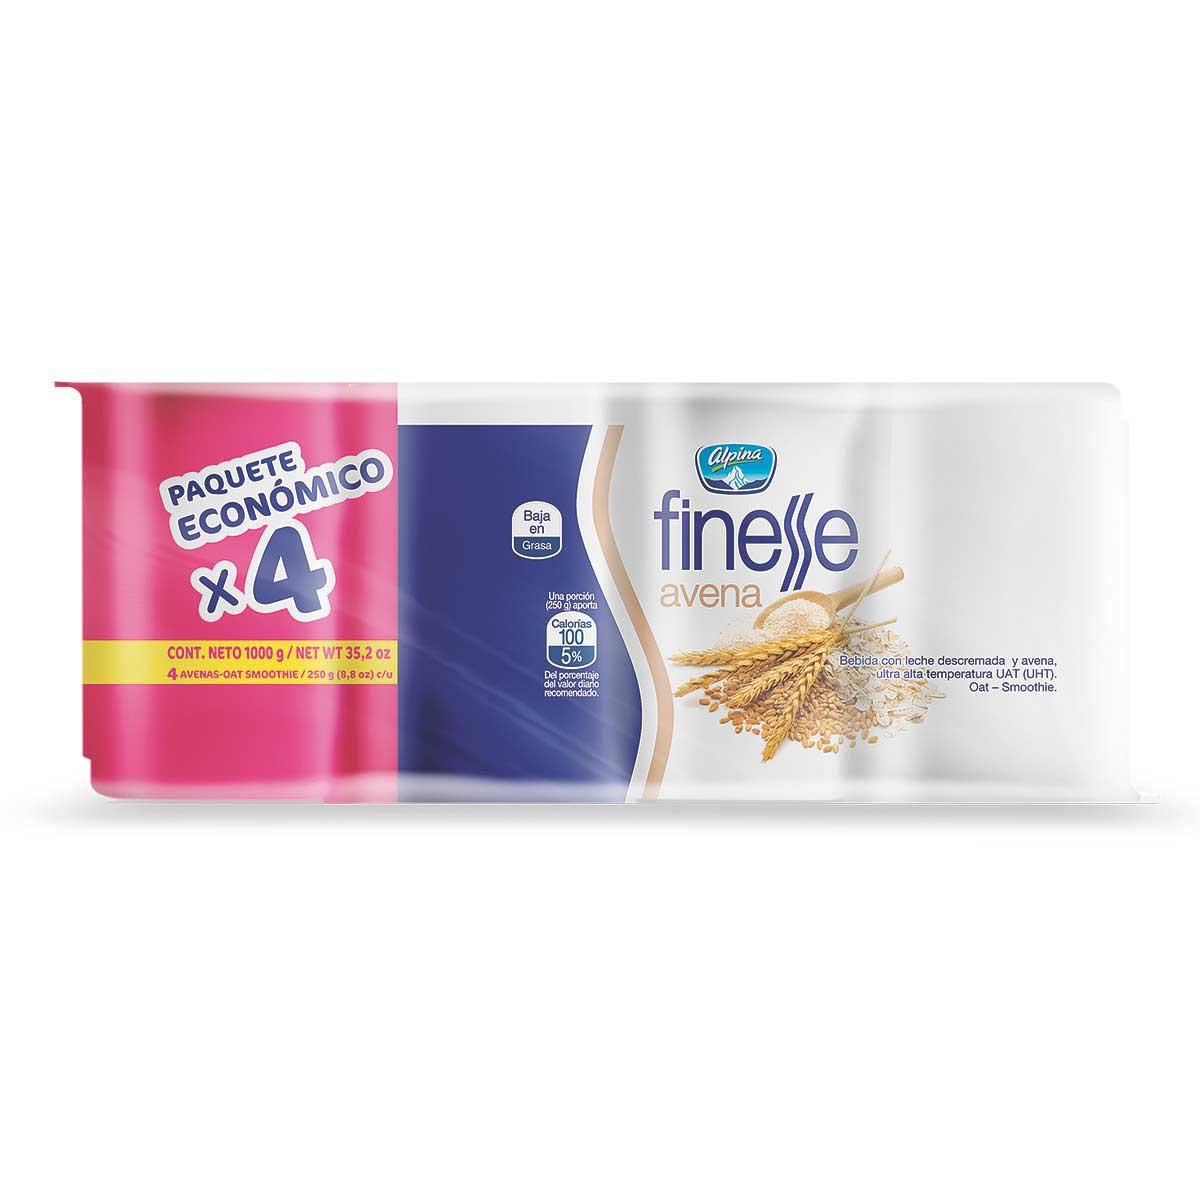 PAQUETE
ECONÓMICO
x4
CONT. NETO 1000 g / NET WT 35,2 oz
4 AVENAS-OAT SMOOTHIE / 250 g (8,8 oz) c/u
Baja
en
Grasa
Una porción
(250 g) aporta
Calorías
100
5%
Del porcentaje
del valor diario
recomendado.
alpina
finesse
avena
Bebida con leche descremada y avena,
ultra alta temperatura UAT (UHT).
Oat – Smoothie.